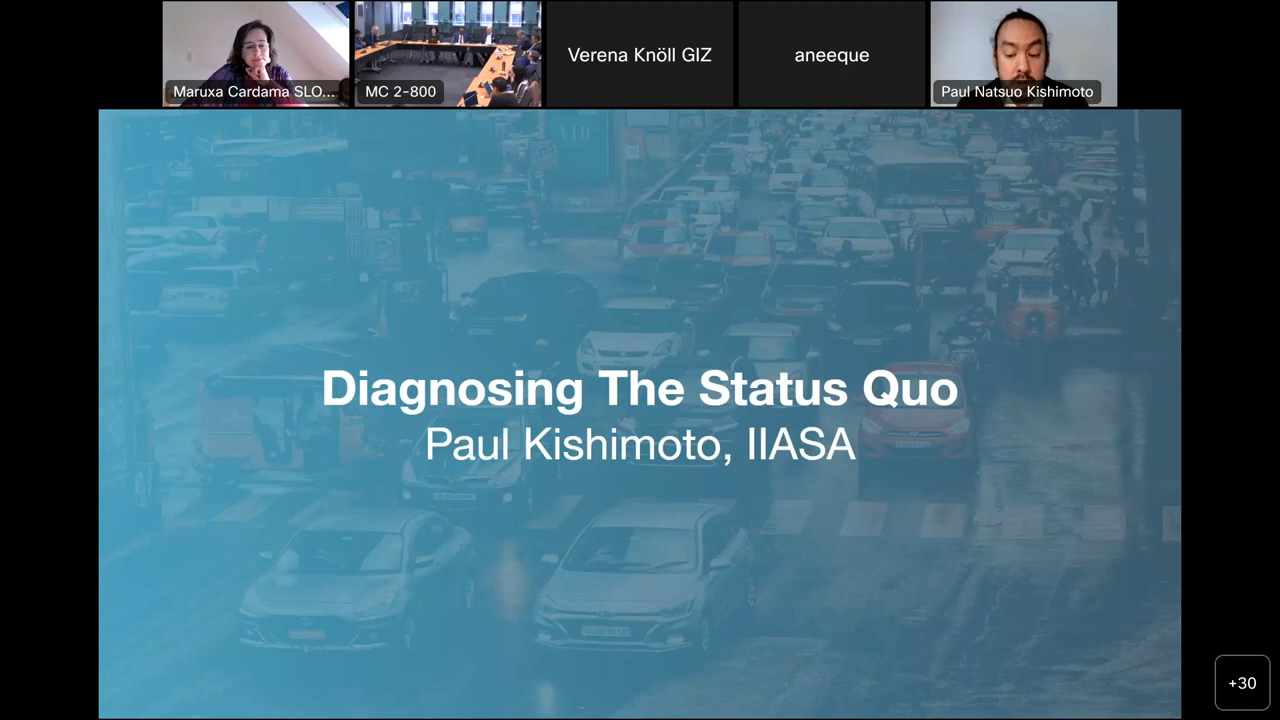 Maruxa Cardama SLO...
MC 2-800
Verena Knöll GIZ
aneeque
Paul Natsuo Kishimoto
Diagnosing The Status Quo
Paul Kishimoto, IIASA
+30